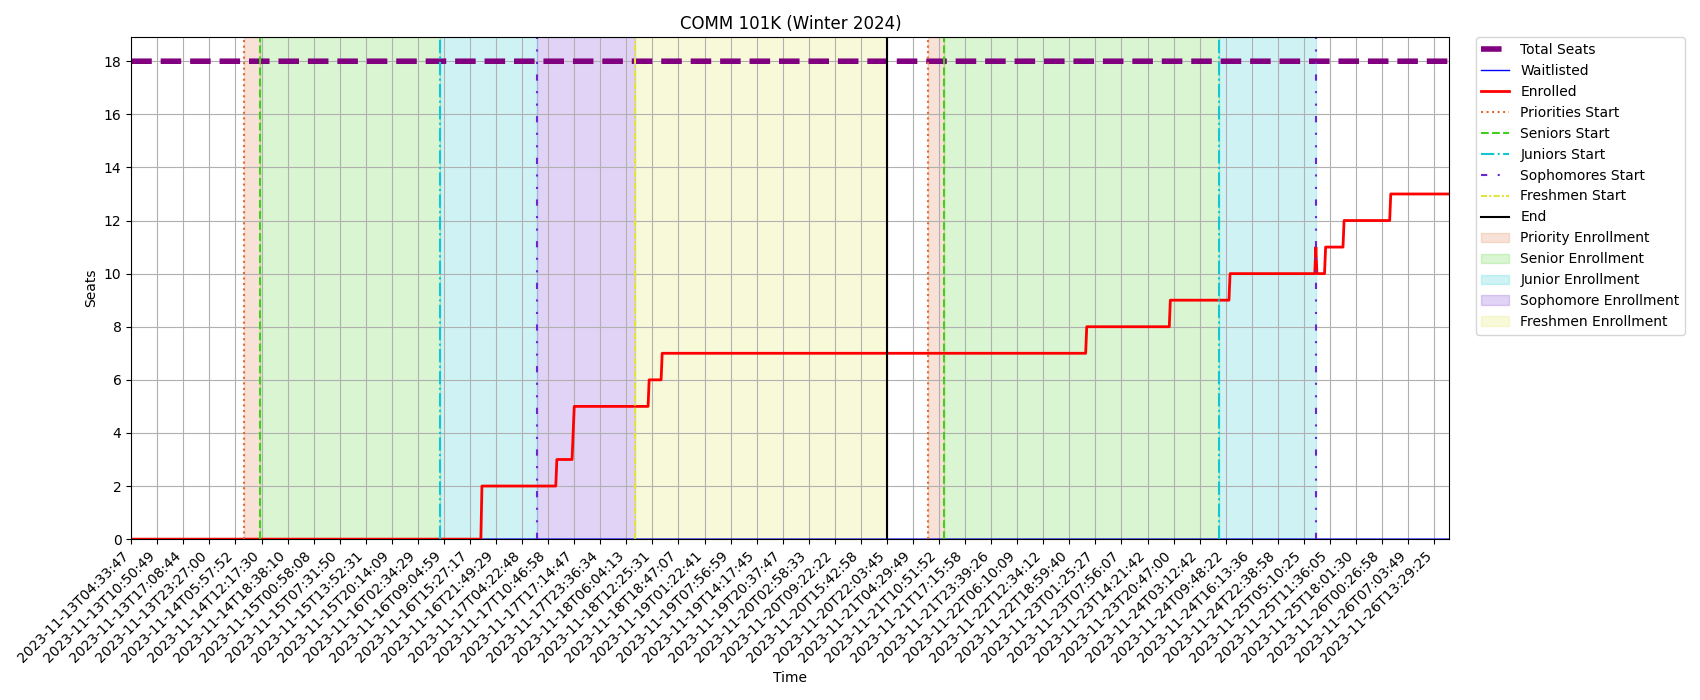 COMM 101K (Winter 2024)
Seats
18
16
14
12
10
8
6
4
2
0
2023-11-13T04:33:47
2023-11-13T10:50:49
2023-11-13T17:08:44
2023-11-13T23:27:00
2023-11-14T05:57:52
2023-11-14T12:17:30
2023-11-14T18:38:10
2023-11-15T00:58:08
2023-11-15T07:31:50
2023-11-15T13:52:31
2023-11-15T20:14:09
2023-11-16T02:34:29
2023-11-16T09:04:59
2023-11-16T15:27:17
2023-11-16T21:49:29
2023-11-17T04:22:48
2023-11-17T10:46:58
2023-11-17T17:14:47
2023-11-17T23:36:34
2023-11-18T06:04:13
2023-11-18T12:25:31
2023-11-18T18:47:07
2023-11-19T01:22:41
2023-11-19T07:56:59
2023-11-19T14:17:45
2023-11-19T20:37:47
2023-11-20T02:58:33
2023-11-20T09:22:22
2023-11-20T15:42:58
2023-11-20T22:03:45
2023-11-21T04:29:49
2023-11-21T10:51:52
2023-11-21T17:15:58
2023-11-21T23:39:26
2023-11-22T06:10:09
2023-11-22T12:34:12
2023-11-22T18:59:40
2023-11-23T01:25:27
2023-11-23T07:56:07
2023-11-23T14:21:42
2023-11-23T20:47:00
2023-11-24T03:12:42
2023-11-24T09:48:22
2023-11-24T16:13:36
2023-11-24T22:38:58
2023-11-25T05:10:25
2023-11-25T11:36:05
2023-11-25T18:01:30
2023-11-26T00:26:58
2023-11-26T07:03:49
2023-11-26T13:29:25
Time
Total Seats
Waitlisted
Enrolled
Priorities Start
Seniors Start
Juniors Start
Sophomores Start
Freshmen Start
End
Priority Enrollment
Senior Enrollment
Junior Enrollment
Sophomore Enrollment
Freshmen Enrollment